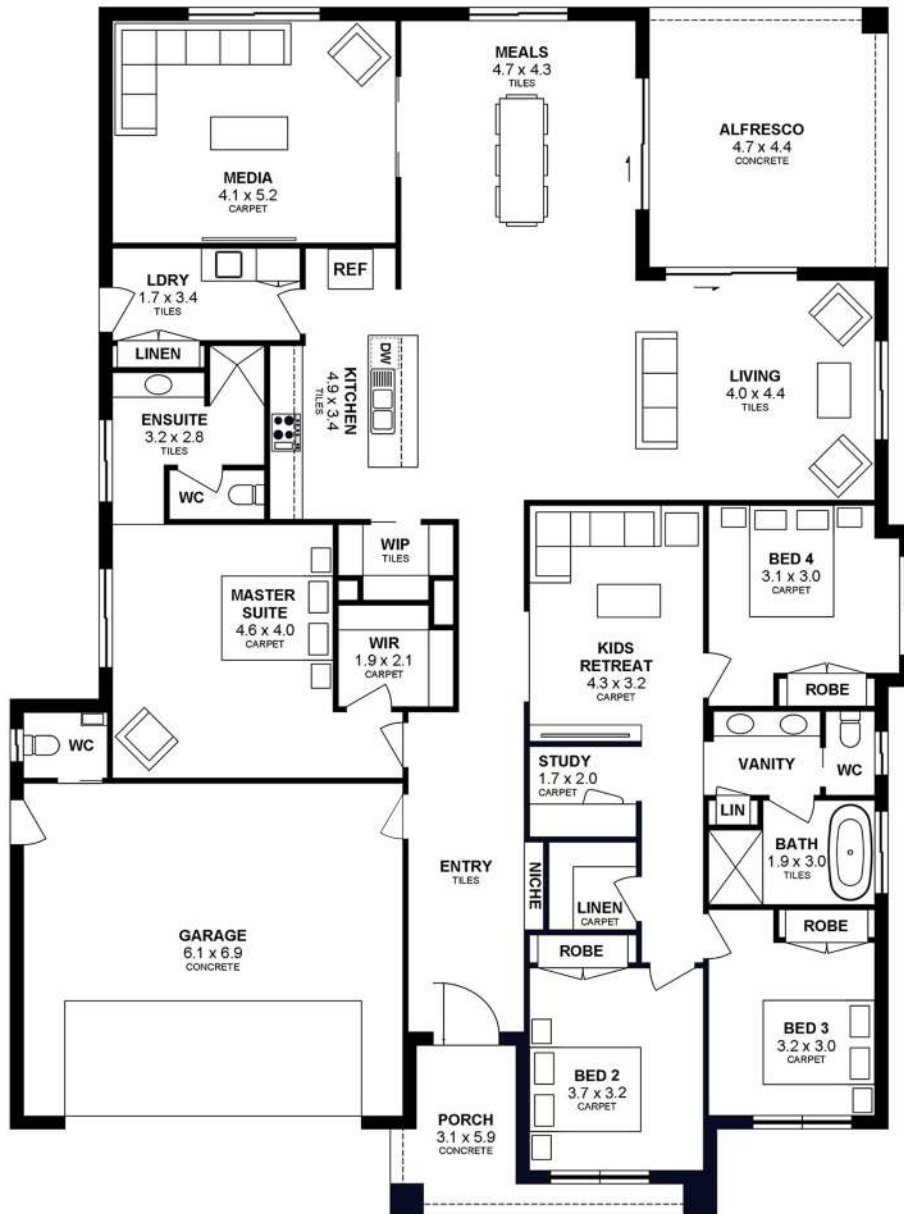 MEDIA
4.1 x 5.2
CARPET
MEALS
4.7 x 4.3
TILES
ALFRESCO
4.7 x 4.4
CONCRETE
LDRY
1.7 x 3.4
TILES
REF
LINEN
DW
KITCHEN
4.9 x 3.4
TILES
LIVING
4.0 x 4.4
TILES
ENSUITE
3.2 x 2.8
TILES
WC
WIP
TILES
MASTER
SUITE
4.6 x 4.0
CARPET
WIR
1.9 x 2.1
CARPET
KIDS
RETREAT
4.3 x 3.2
CARPET
BED 4
3.1 x 3.0
CARPET
ROBE
WC
STUDY
1.7 x 2.0
CARPET
VANITY
WC
LIN
BATH
1.9 x 3.0
TILES
ENTRY
TILES
NICHE
LINEN
CARPET
GARAGE
6.1 x 6.9
CONCRETE
ROBE
ROBE
BED 2
3.7 x 3.2
CARPET
BED 3
3.2 x 3.0
CARPET
PORCH
3.1 x 5.9
CONCRETE